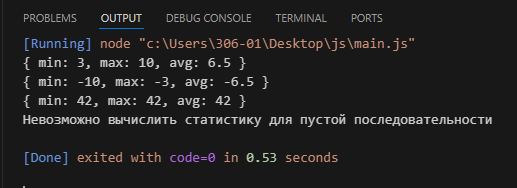 PROBLEMS OUTPUT DEBUG CONSOLE TERMINAL PORTS
[Running] node "c:\Users\306-01\Desktop\js\main.js"
{ min: 3, max: 10, avg: 6.5 }
{ min: -10, max: -3, avg: -6.5 }
{ min: 42, max: 42, avg: 42 }
Невозможно вычислить статистику для пустой последовательности
[Done] exited with code=0 in 0.53 seconds